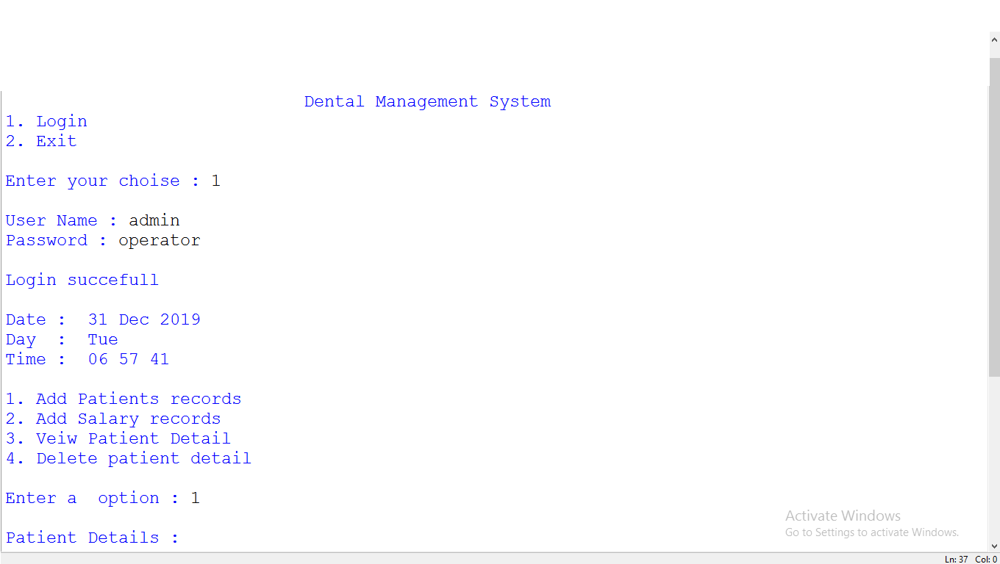 Dental Management System
1. Login
2. Exit
Enter your choise : 1
User Name : admin
Password : operator
Login succefull
Date :  31 Dec 2019
Day  :  Tue
Time :  06 57 41
1. Add Patients records
2. Add Salary records
3. Veiw Patient Detail
4. Delete patient detail
Enter a  option : 1
Patient Details :
Activate Windows
Go to Settings to activate Windows.
Ln: 37 Col: 0